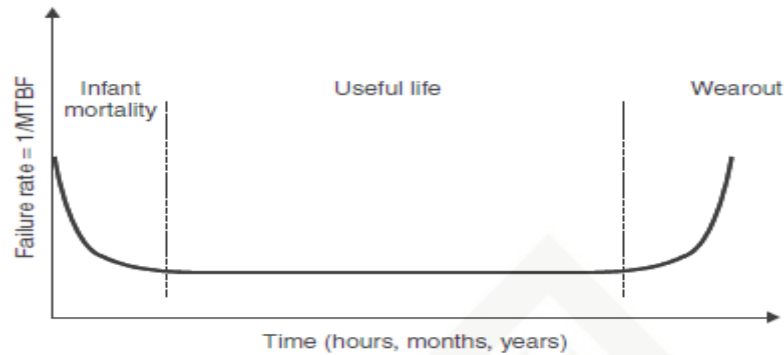 Failure rate = 1/MTBF
Infant
mortality
Useful life
Wearout
Time (hours, months, years)